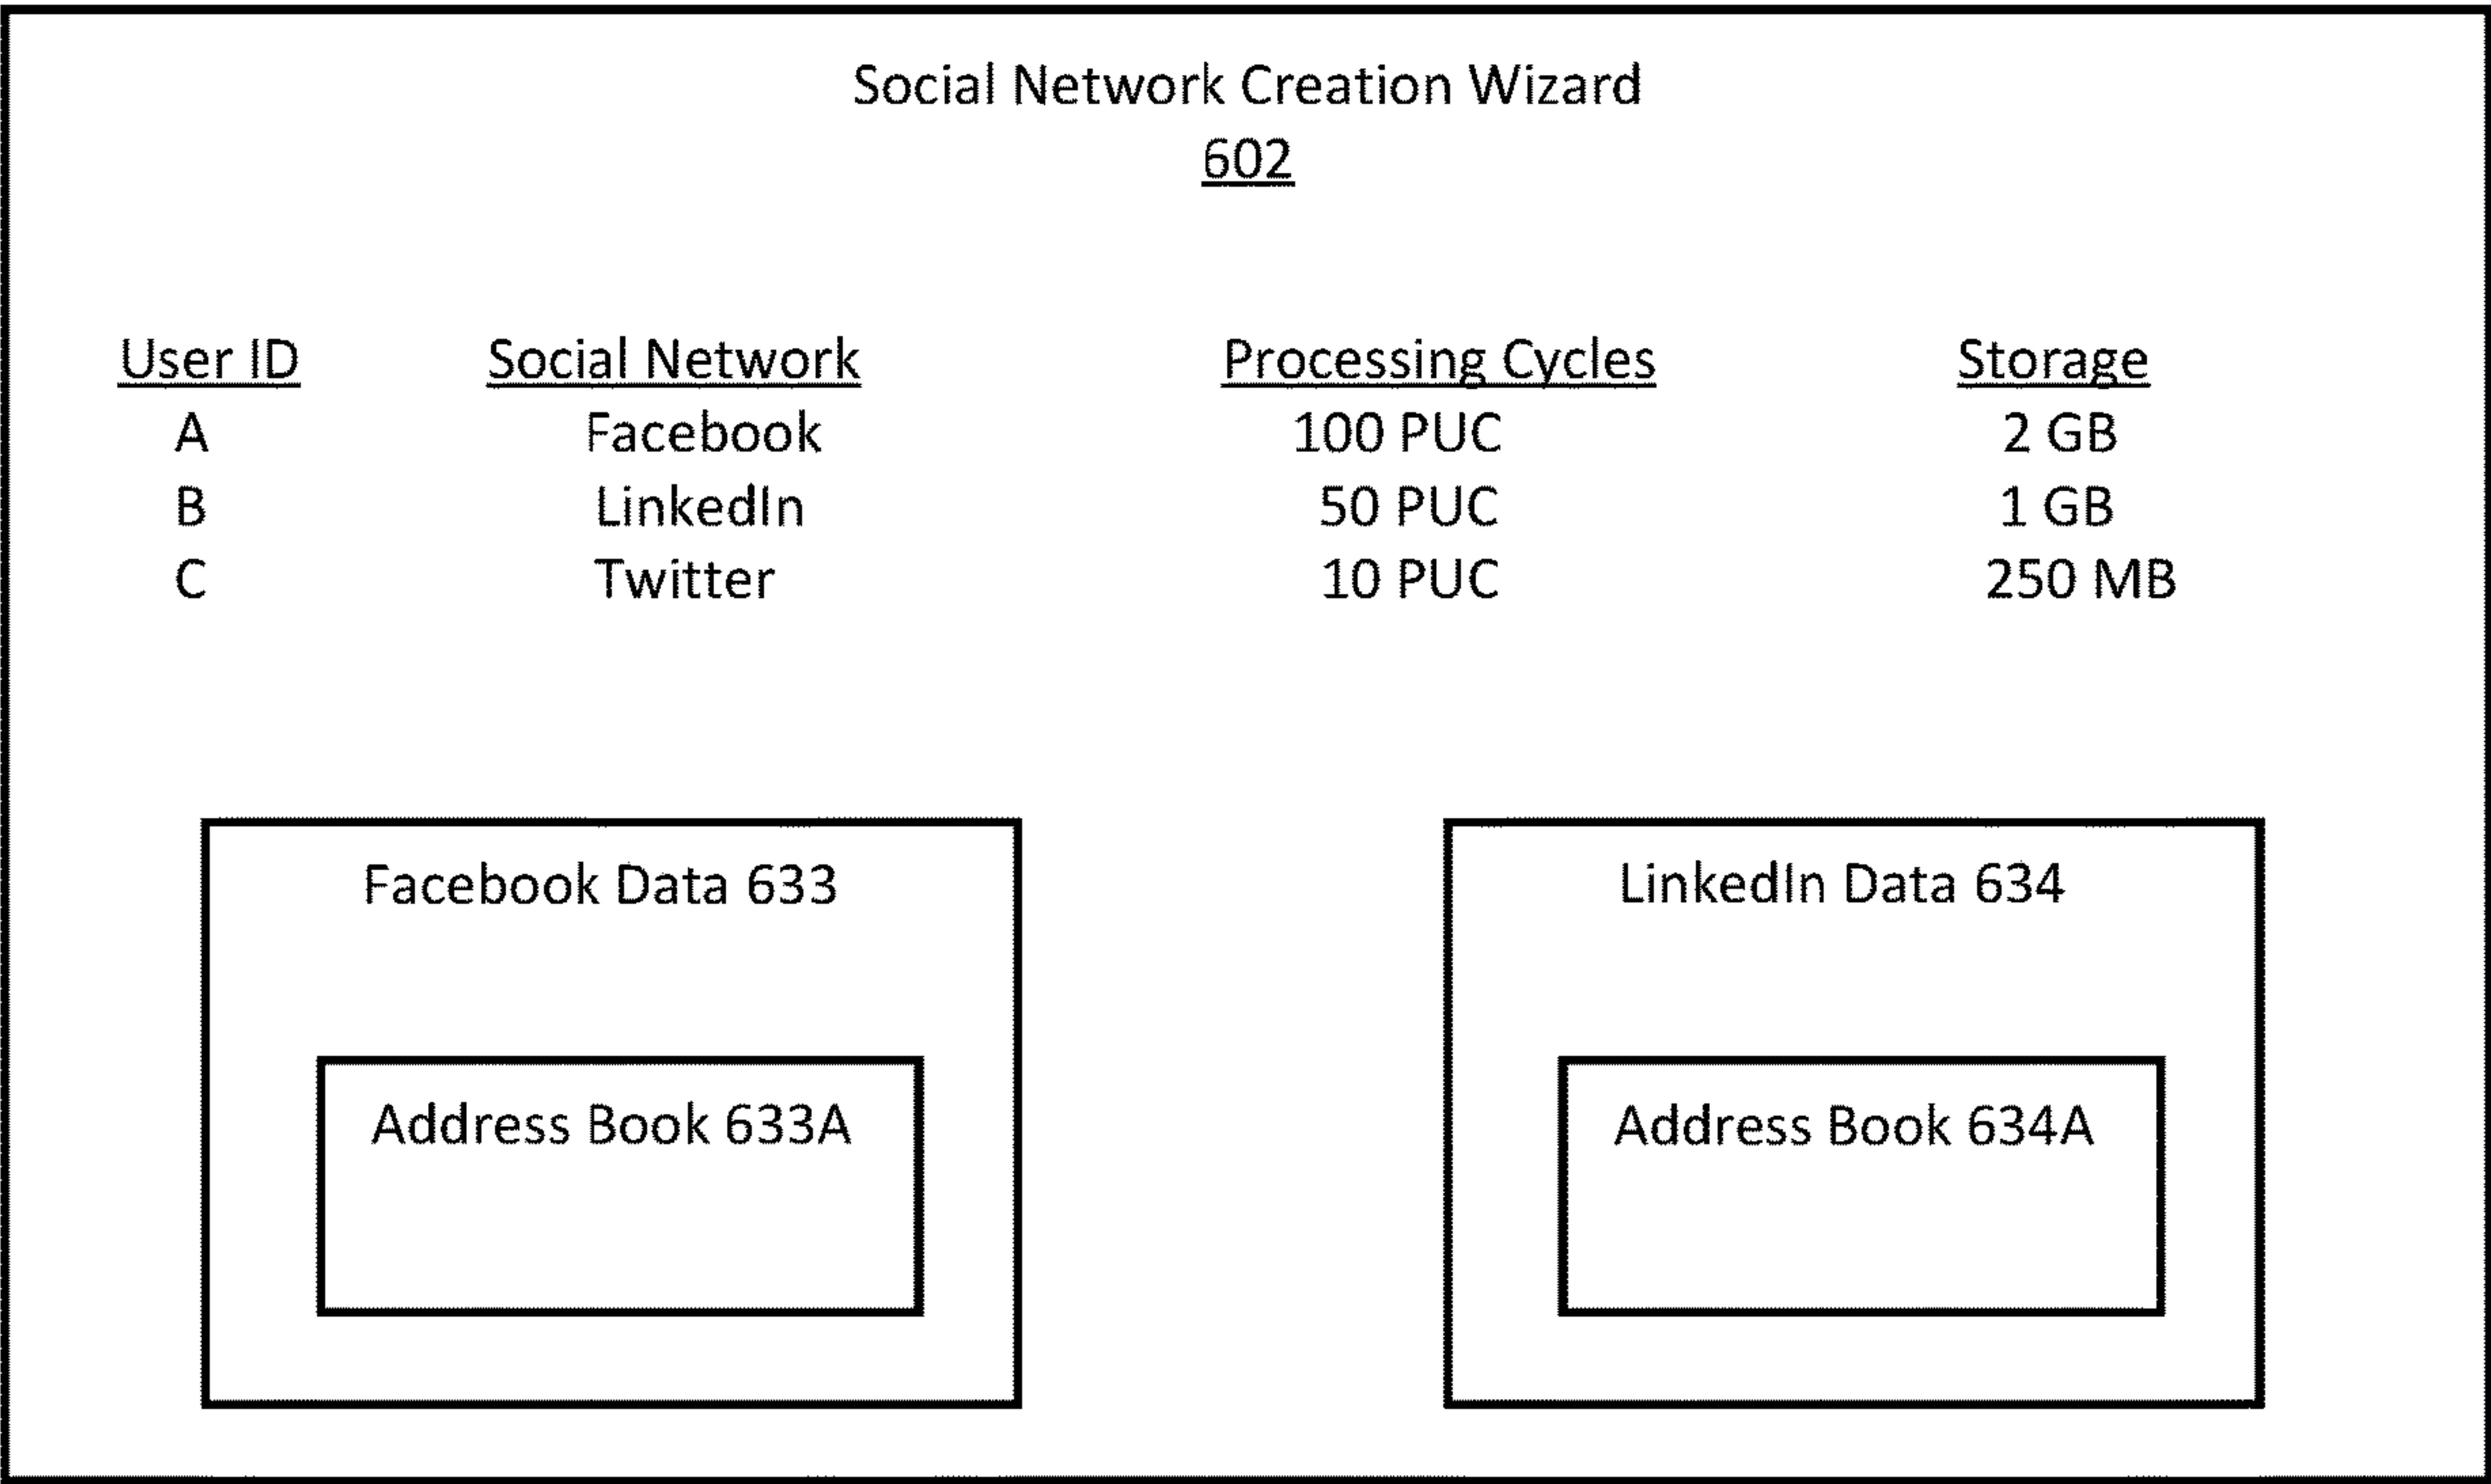 Social Network Creation Wizard
602
User ID Social Network Processing Cycles Storage
A Facebook 100 PUC 2 GB
B LinkedIn 50 PUC 1 GB
C Twitter 10 PUC 250 MB
Facebook Data 633 LinkedIn Data 634
Address Book 633A Address Book 634A